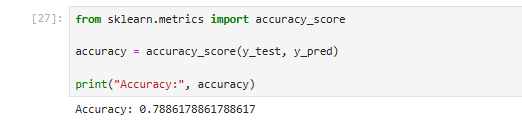 [27]: from sklearn.metrics import accuracy_score
accuracy = accuracy_score(y_test, y_pred)
print("Accuracy:", accuracy)
Accuracy: 0.7886178861788617